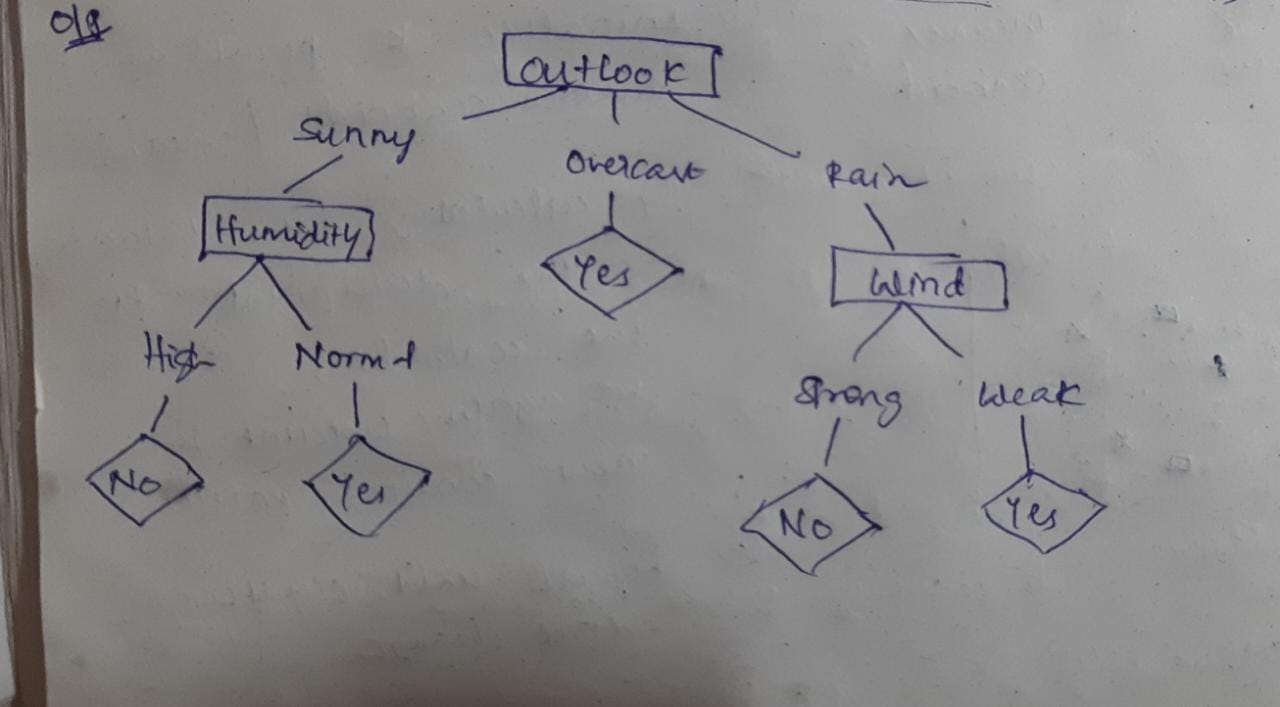 O/p
Outlook
Sunny
Overcast
Rain
Humidity
Yes
Wind
High
Normal
Strong
Weak
No
Yes
No
Yes